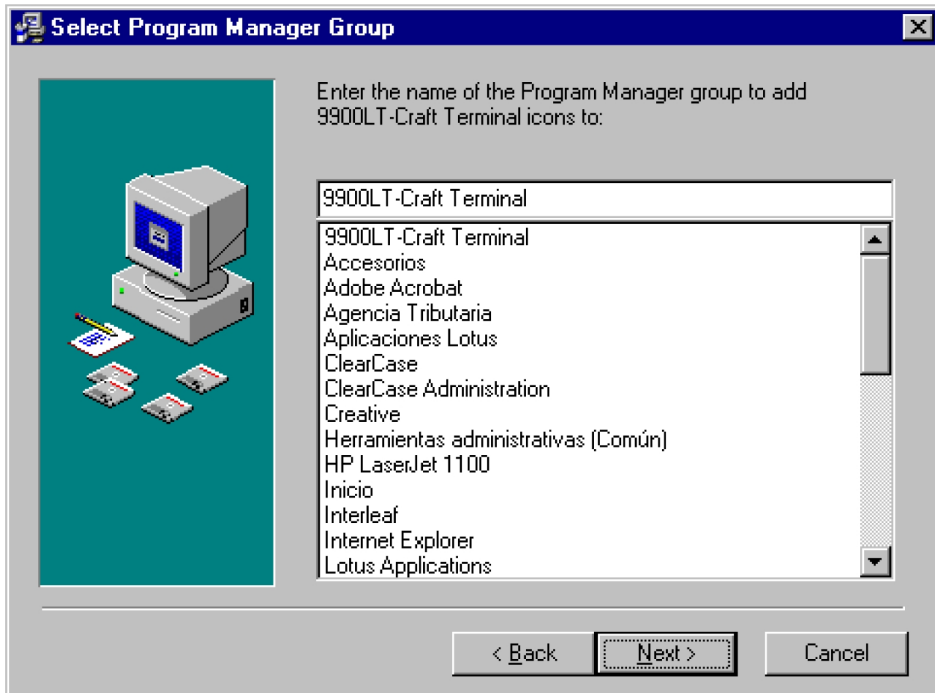 Select Program Manager Group
Enter the name of the Program Manager group to add
9900LT-Craft Terminal icons to:
9900LT-Craft Terminal
9900LT-Craft Terminal
Accesorios
Adobe Acrobat
Agencia Tributaria
Aplicaciones Lotus
ClearCase
ClearCase Administration
Creative
Herramientas administrativas (Común)
HP LaserJet 1100
Inicio
Interleaf
Internet Explorer
Lotus Applications
< Back
Next >
Cancel